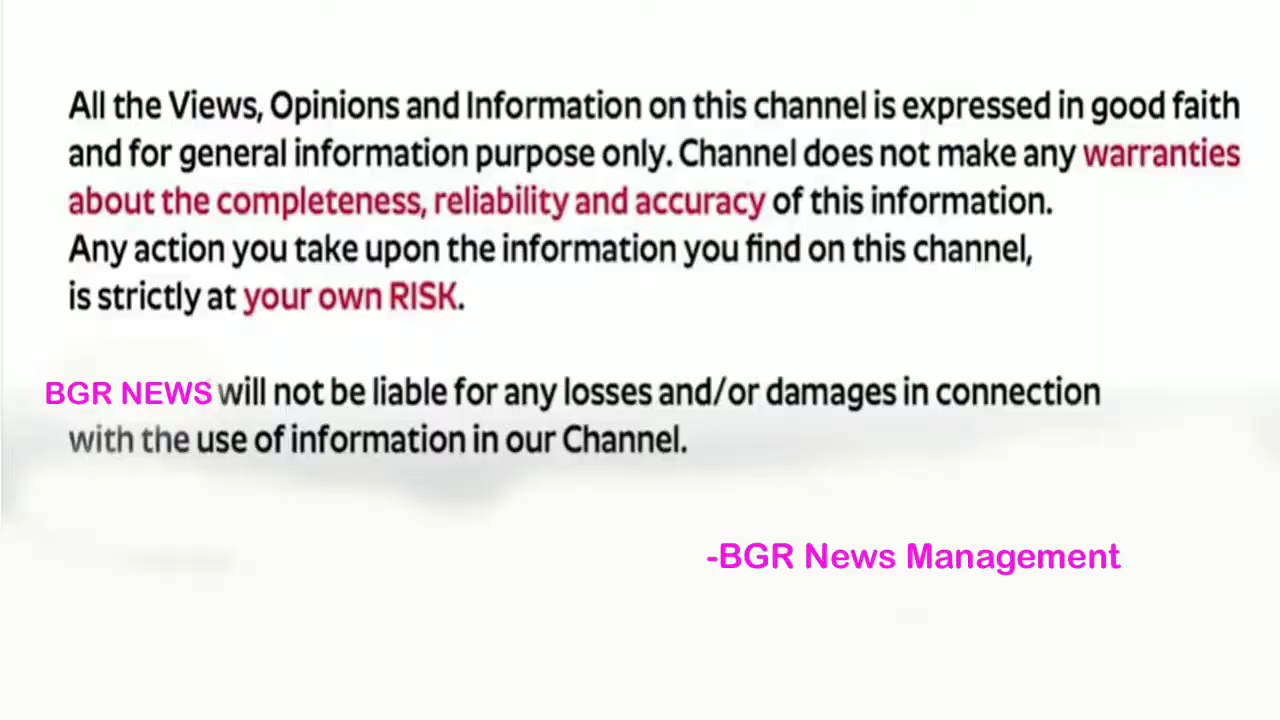 All the Views, Opinions and Information on this channel is expressed in good faith
and for general information purpose only. Channel does not make any warranties
about the completeness, reliability and accuracy of this information.
Any action you take upon the information you find on this channel,
is strictly at your own RISK.
BGR NEWS will not be liable for any losses and/or damages in connection
with the use of information in our Channel.
-BGR News Management